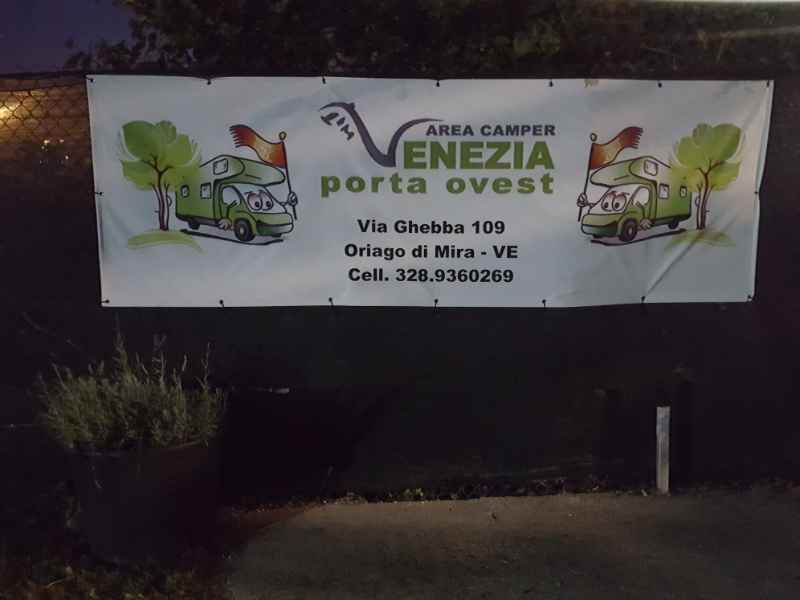 AREA CAMPER
VENEZIA
porta ovest
Via Ghebba 109
Oriago di Mira - VE
Cell. 328.9360269